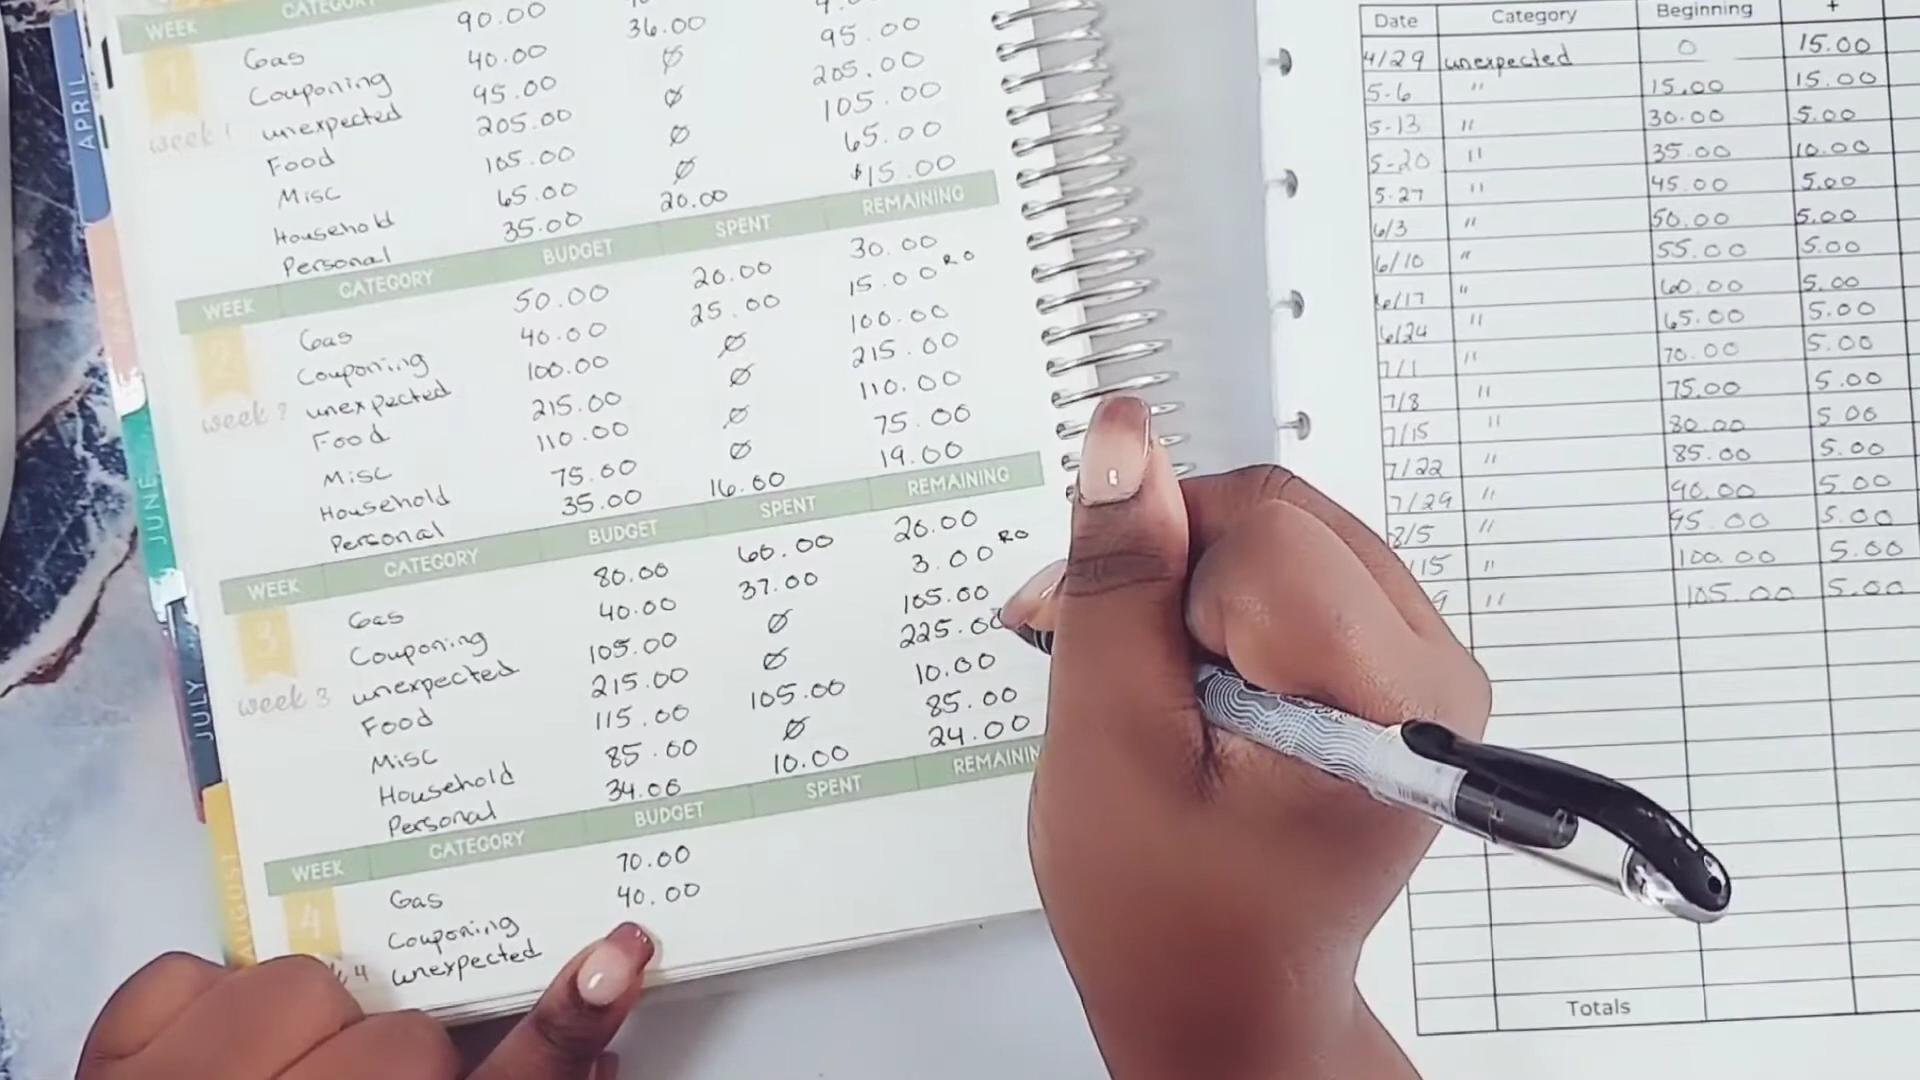 WEEK CATEGORY
1
week 1
Gas 90.00
Couponing 40.00 36.00 4.
unexpected 95.00 ∅ 95.00
Food 205.00 ∅ 205.00
Misc 105.00 ∅ 105.00
Household 65.00 ∅ 65.00
Personal 35.00 20.00 $15.00
WEEK CATEGORY BUDGET SPENT REMAINING
2
week 2
Gas 50.00 20.00 30.00
Couponing 40.00 25.00 15.00 RO
unexpected 100.00 ∅ 100.00
Food 215.00 ∅ 215.00
Misc 110.00 ∅ 110.00
Household 75.00 ∅ 75.00
Personal 35.00 16.00 19.00
WEEK CATEGORY BUDGET SPENT REMAINING
3
week 3
Gas 80.00 60.00 20.00
Couponing 40.00 37.00 3.00 RO
unexpected 105.00 ∅ 105.00
Food 215.00 ∅ 225.00
Misc 115.00 105.00 10.00
Household 85.00 ∅ 85.00
Personal 34.00 10.00 24.00
WEEK CATEGORY BUDGET SPENT REMAININ
4
4
Gas 70.00
Couponing 40.00
unexpected
APRIL
MAY
JUNE
JULY
AUGUST
Date Category Beginning +
4/29 unexpected 0 15.00
5-6 " 15.00 15.00
5-13 " 30.00 5.00
5-20 " 35.00 10.00
5-27 " 45.00 5.00
6/3 " 50.00 5.00
6/10 " 55.00 5.00
6/17 " 60.00 5.00
6/24 " 65.00 5.00
7/1 " 70.00 5.00
7/8 " 75.00 5.00
7/15 " 80.00 5.00
7/22 " 85.00 5.00
7/29 " 90.00 5.00
8/5 " 95.00 5.00
15 " 100.00 5.00
9 " 105.00 5.00
Totals